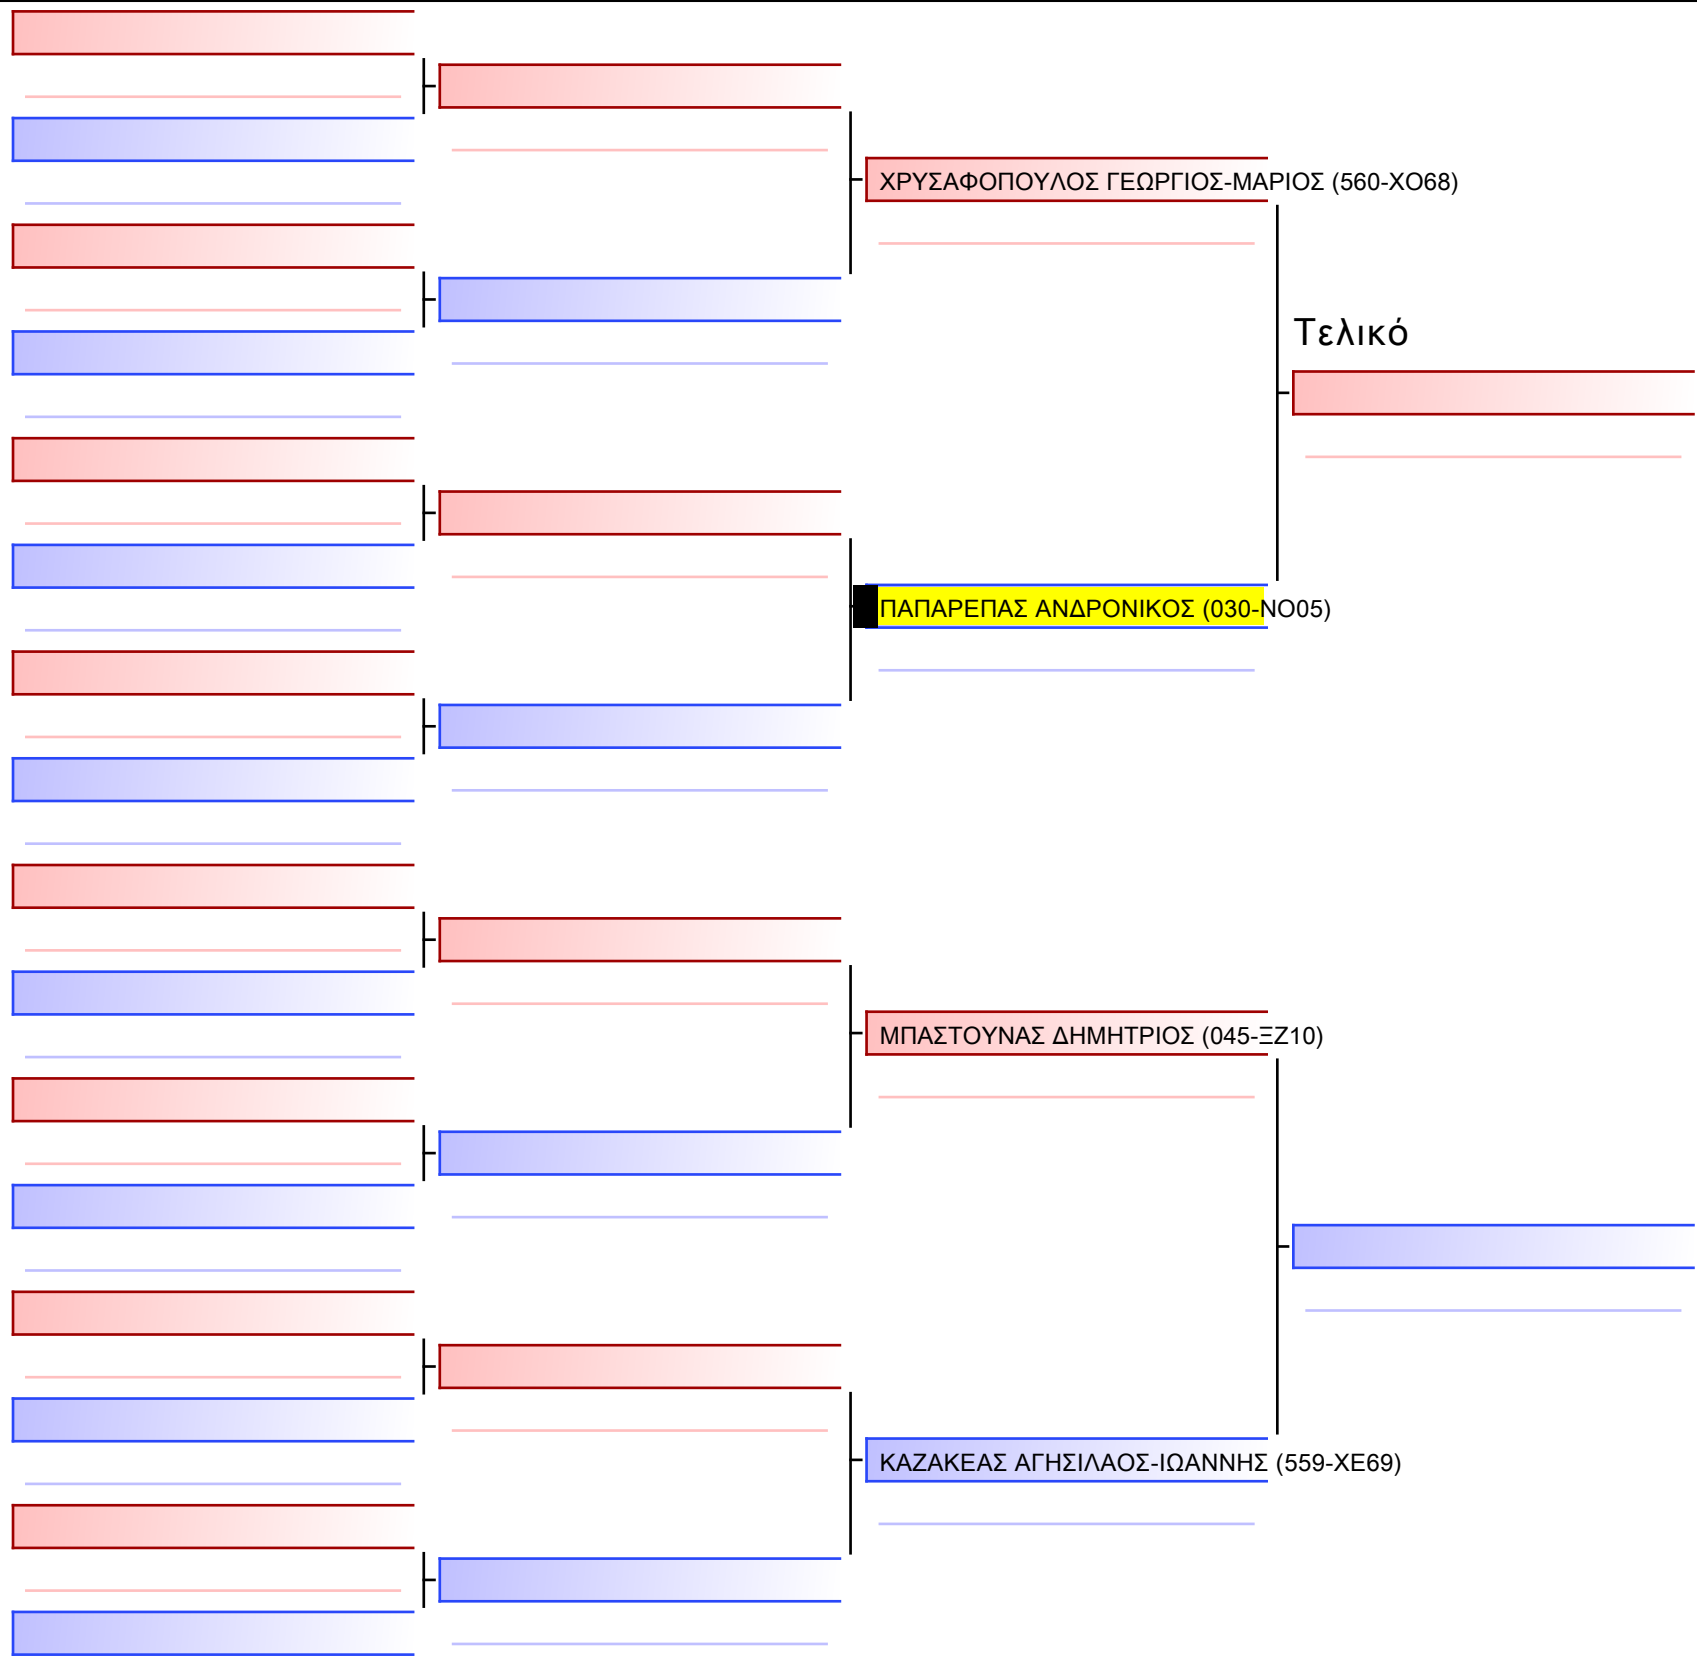 ΧΡΥΣΑΦΟΠΟΥΛΟΣ ΓΕΩΡΓΙΟΣ-ΜΑΡΙΟΣ (560-ΧΟ68)
Τελικό
ΠΑΠΑΡΕΠΑΣ ΑΝΔΡΟΝΙΚΟΣ (030-ΝΟ05)
ΜΠΑΣΤΟΥΝΑΣ ΔΗΜΗΤΡΙΟΣ (045-ΞΖ10)
ΚΑΖΑΚΕΑΣ ΑΓΗΣΙΛΑΟΣ-ΙΩΑΝΝΗΣ (559-ΧΕ69)